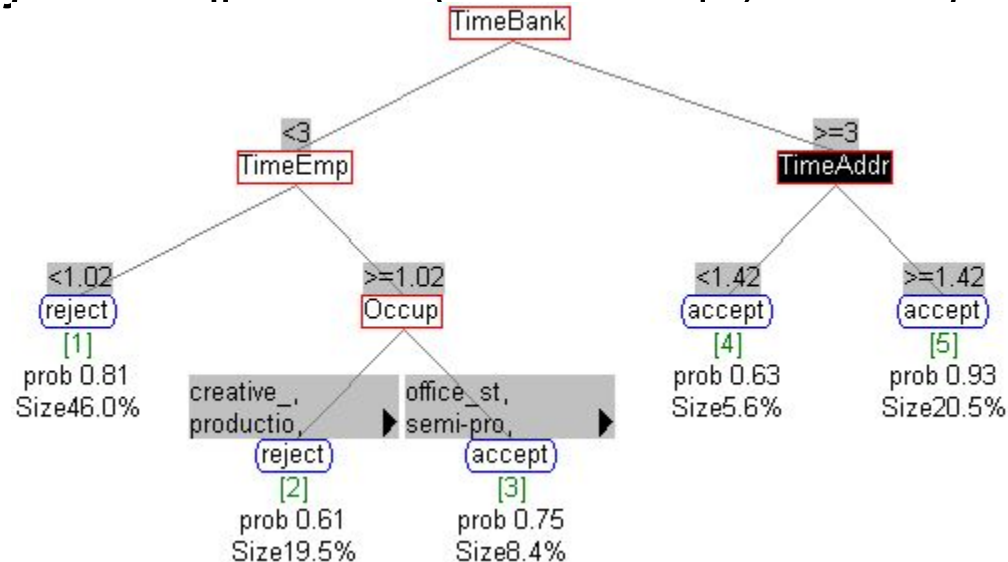 TimeBank
<3
>=3
TimeEmp
TimeAddr
<1.02
>=1.02
<1.42
>=1.42
reject
Occup
accept
accept
[1]
[4]
[5]
prob 0.81
prob 0.63
prob 0.93
Size46.0%
Size5.6%
Size20.5%
creative_,
productio,
office_st,
semi-pro,
reject
accept
[2]
[3]
prob 0.61
prob 0.75
Size19.5%
Size8.4%